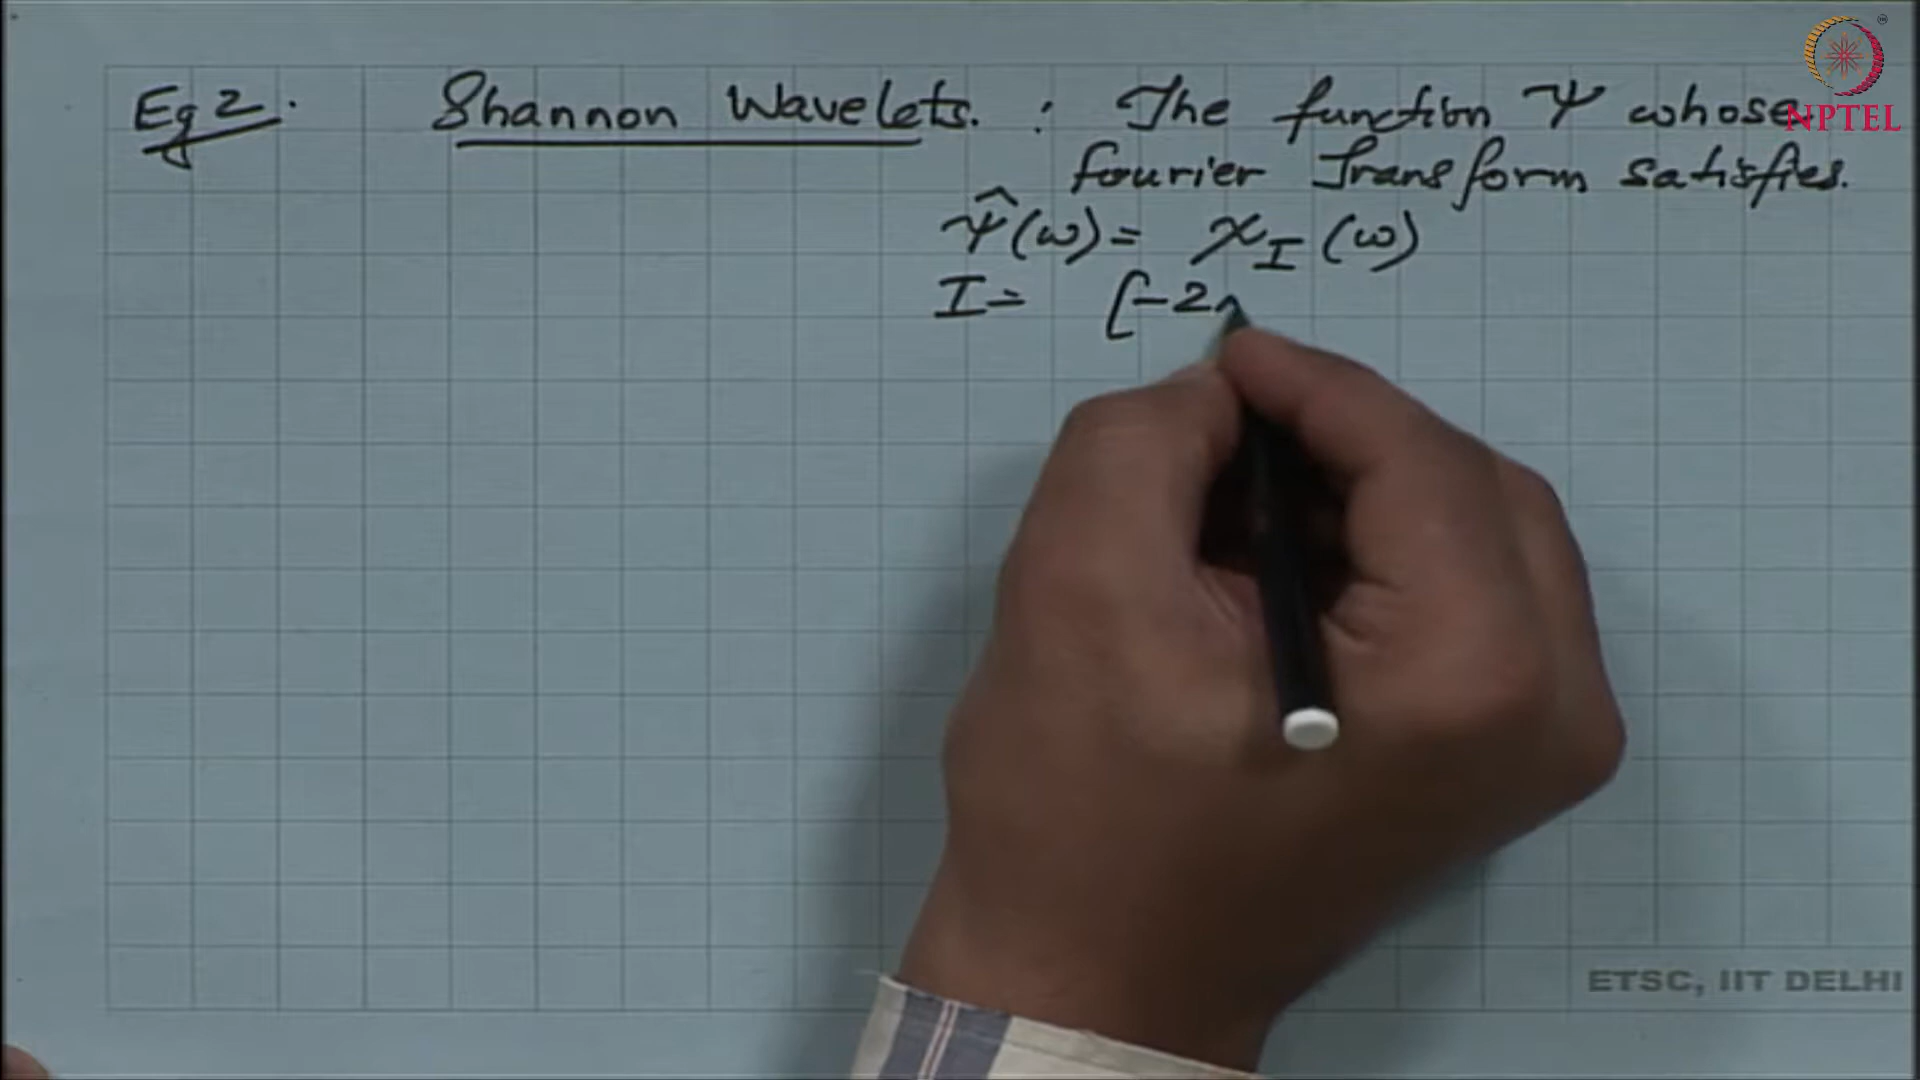 Eg 2. Shannon Wavelets. : The function Ψ whose
NPTEL
Fourier Transform satisfies.
Ψ̂(ω) = χ_I(ω)
I = [-2
ETSC, IIT DELHI